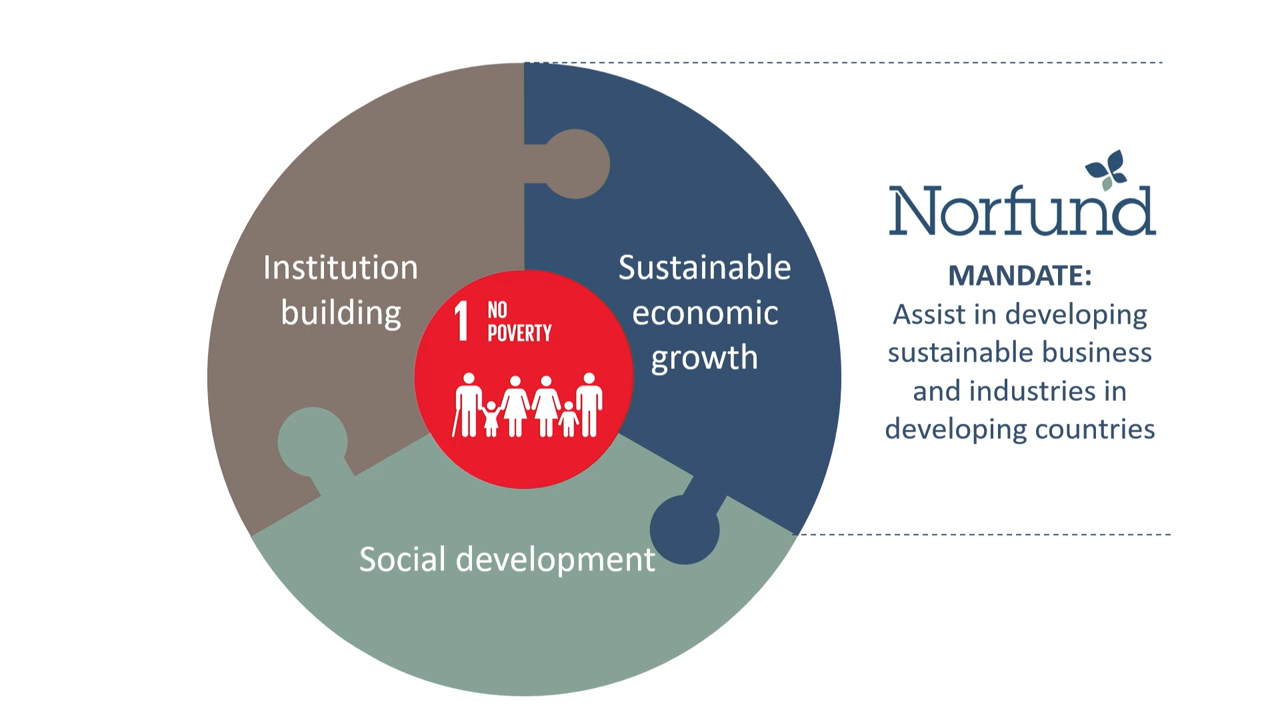 Institution
building
Sustainable
economic
growth
1 NO
POVERTY
Social development
Norfund
MANDATE:
Assist in developing
sustainable business
and industries in
developing countries